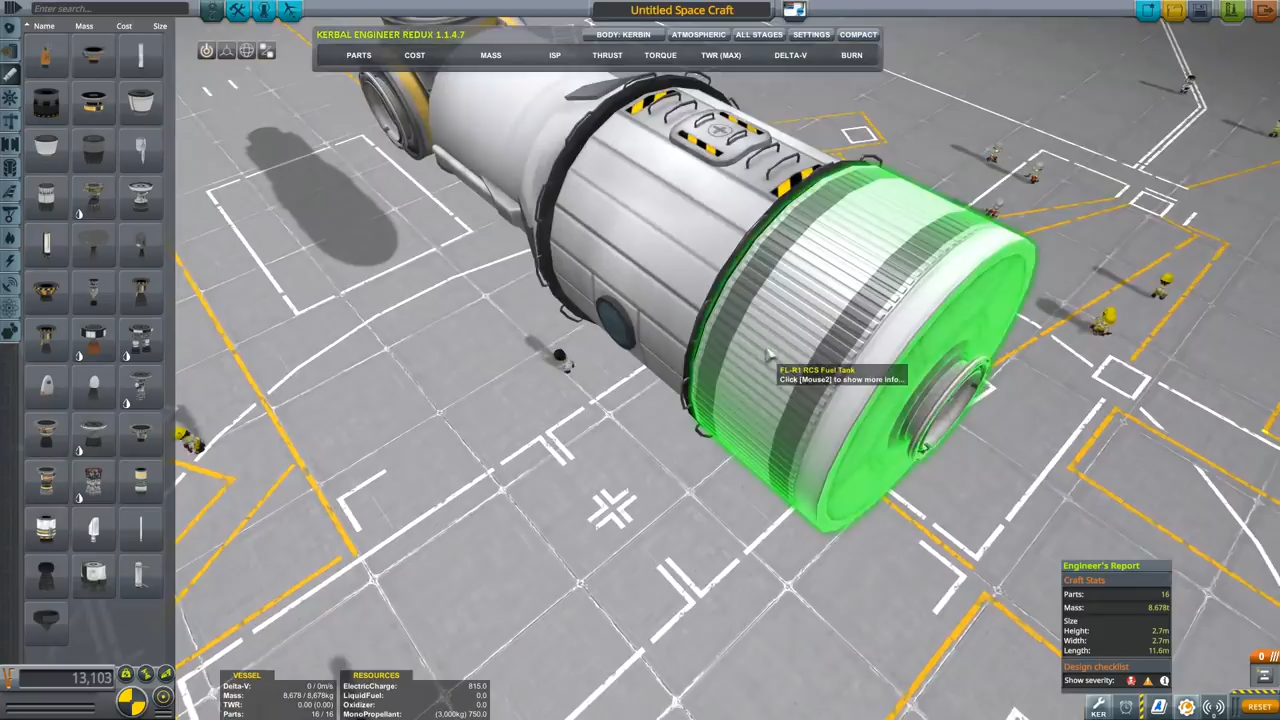 Enter search...
Untitled Space Craft
Name Mass Cost Size
KERBAL ENGINEER REDUX 1.1.4.7
BODY: KERBIN ATMOSPHERIC ALL STAGES SETTINGS COMPACT
PARTS COST MASS ISP THRUST TORQUE TWR (MAX) DELTA-V BURN
FL-R1 RCS Fuel Tank
Click [Mouse2] to show more info...
Engineer's Report
Craft Stats
Parts: 16
Mass: 8.678t
Size
Height: 2.7m
Width: 2.7m
Length: 11.6m
Design checklist
Show severity:
0
13,103
VESSEL
Delta-V: 0 / 0m/s
Mass: 8,678 / 8,678kg
TWR: 0.00 (0.00)
Parts: 16 / 16
RESOURCES
ElectricCharge: 815.0
LiquidFuel: 0.0
Oxidizer: 0.0
MonoPropellant: (3,000kg) 750.0
KER
RESET